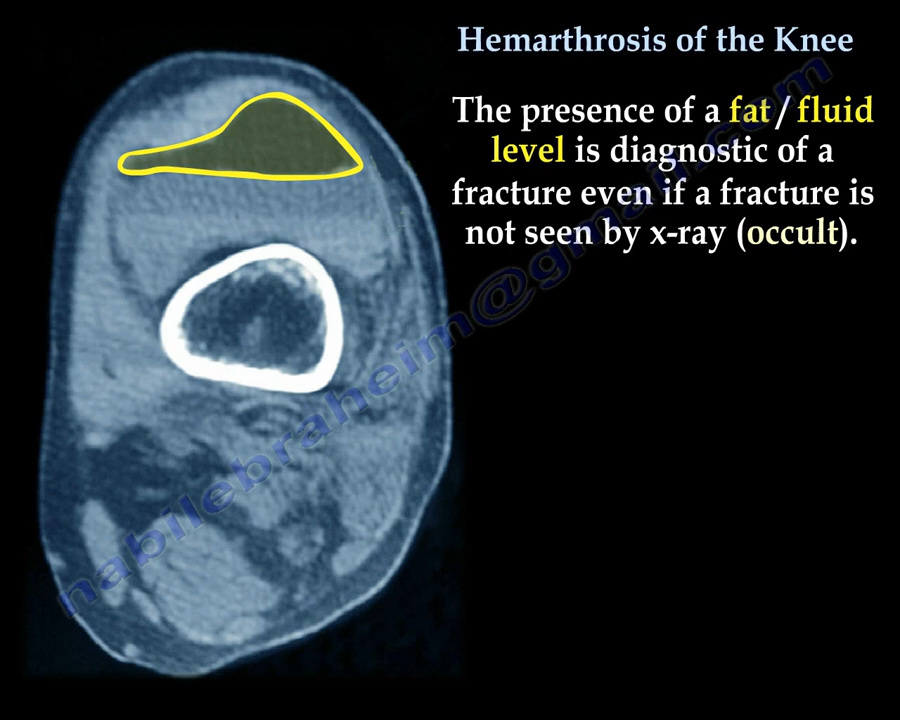 Hemarthrosis of the Knee
The presence of a fat/fluid
level is diagnostic of a
fracture even if a fracture is
not seen by x-ray (occult).
nabilebraheim@gmail.com